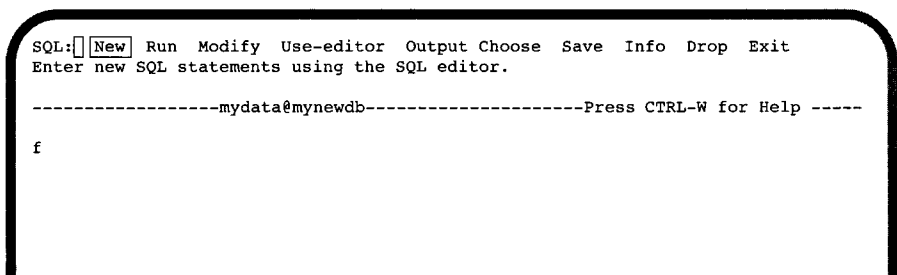 SQL: New Run Modify Use-editor Output Choose Save Info Drop Exit
Enter new SQL statements using the SQL editor.
------------------mydata@mynewdb---------------------Press CTRL-W for Help -----
f